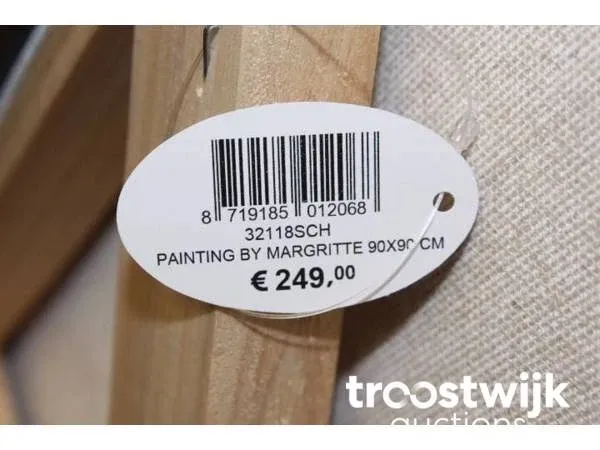 8 719185 012068
32118SCH
PAINTING BY MARGRITTE 90X90 CM
€ 249,00
troostwijk
auctions